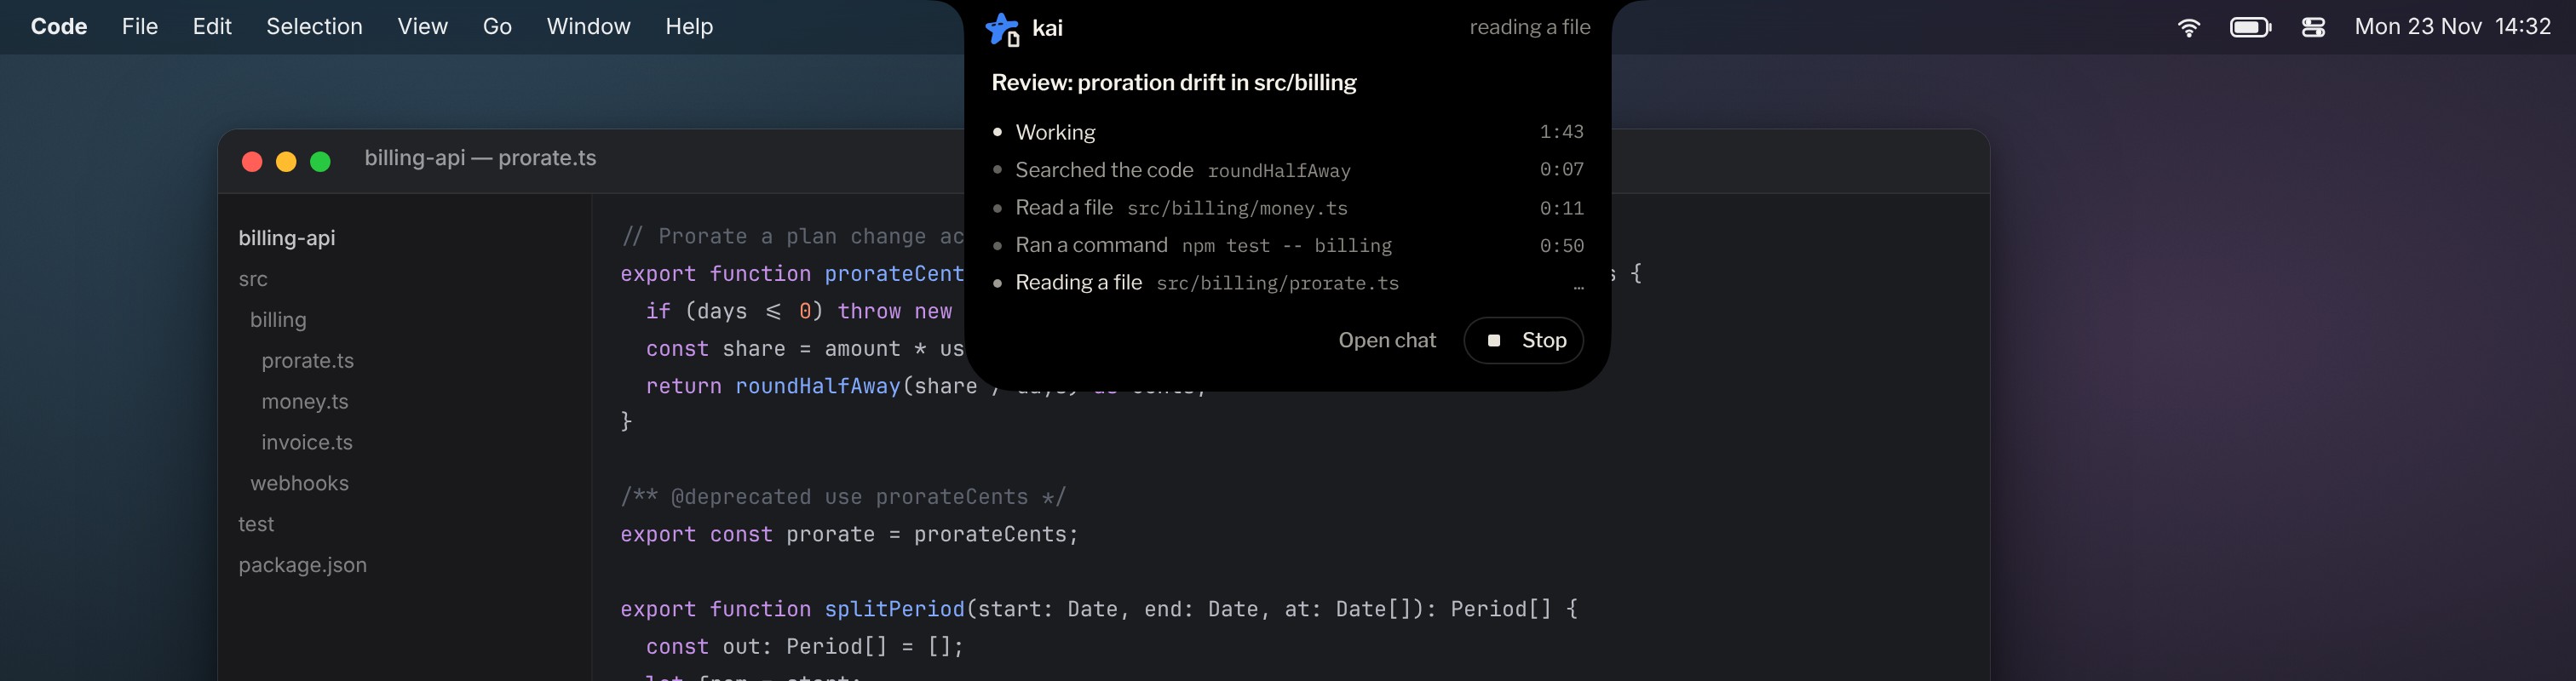 Code File Edit Selection View Go Window Help
Mon 23 Nov 14:32
kai
reading a file
Review: proration drift in src/billing
Working 1:43
Searched the code roundHalfAway 0:07
Read a file src/billing/money.ts 0:11
Ran a command npm test -- billing 0:50
Reading a file src/billing/prorate.ts …
Open chat Stop
billing-api — prorate.ts
billing-api
src
billing
prorate.ts
money.ts
invoice.ts
webhooks
test
package.json
// Prorate a plan change ac
export function prorateCent {
if (days <= 0) throw new
const share = amount * us
return roundHalfAway(share /
}
/** @deprecated use prorateCents */
export const prorate = prorateCents;
export function splitPeriod(start: Date, end: Date, at: Date[]): Period[] {
const out: Period[] = [];